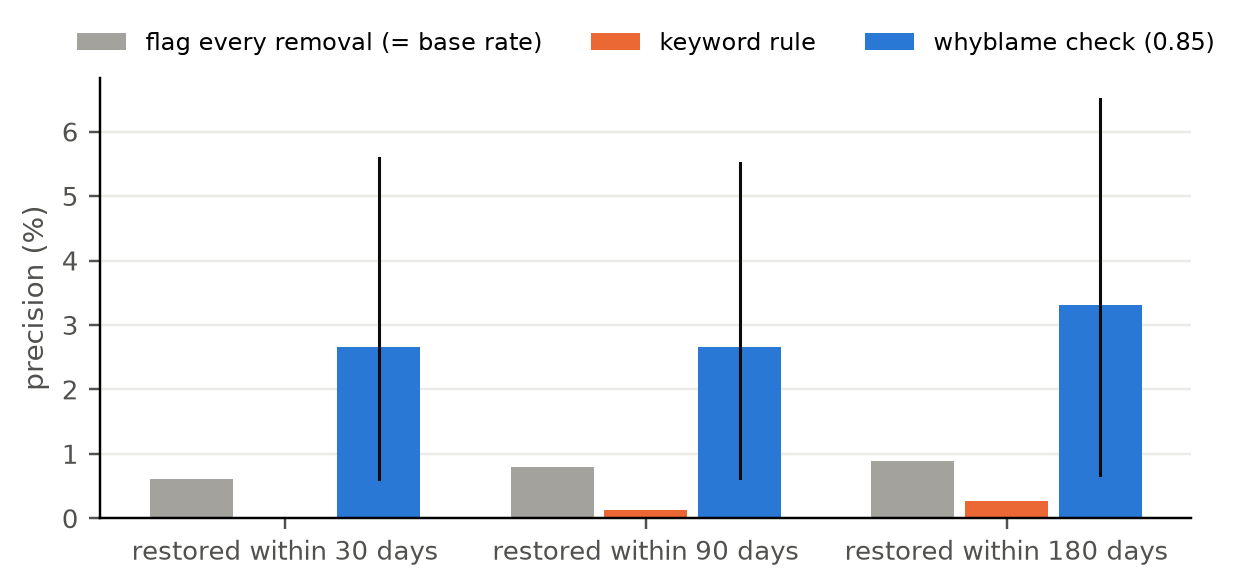 flag every removal (= base rate) keyword rule whyblame check (0.85)
precision (%)
6
5
4
3
2
1
0
restored within 30 days restored within 90 days restored within 180 days